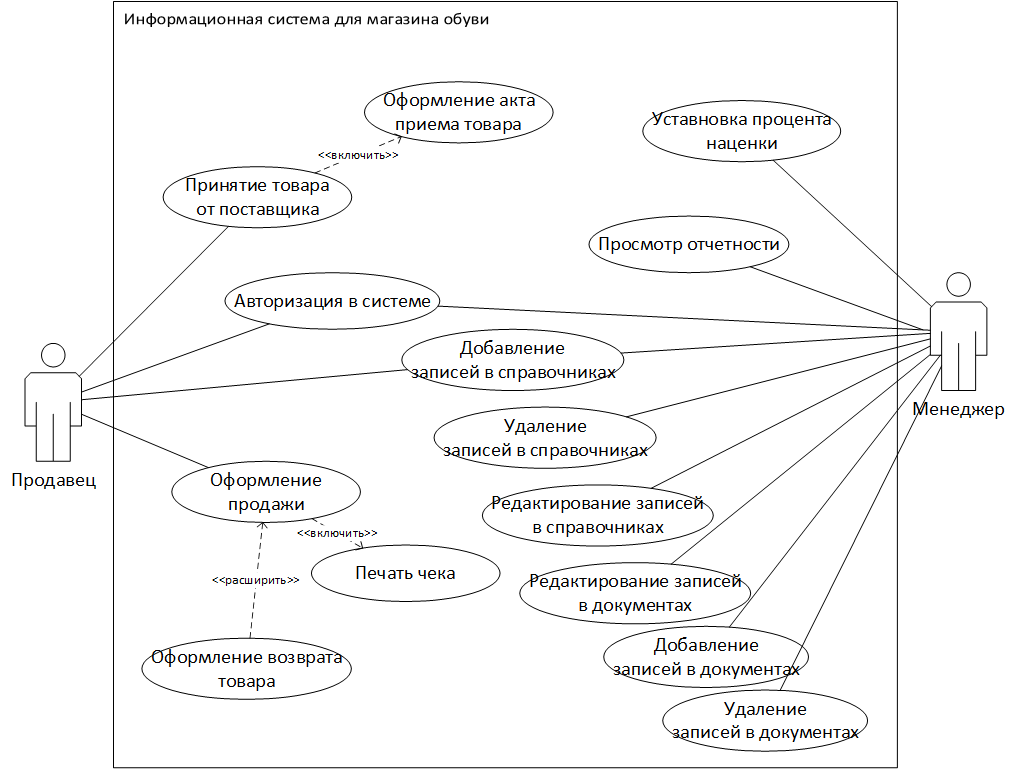 Информационная система для магазина обуви
Оформление акта
приема товара
Уставновка процента
наценки
<<включить>>
Принятие товара
от поставщика
Просмотр отчетности
Авторизация в системе
Добавление
записей в справочниках
Менеджер
Удаление
записей в справочниках
Продавец
Оформление
продажи
Редактирование записей
в справочниках
<<включить>>
Печать чека
<<расширить>>
Редактирование записей
в документах
Оформление возврата
товара
Добавление
записей в документах
Удаление
записей в документах